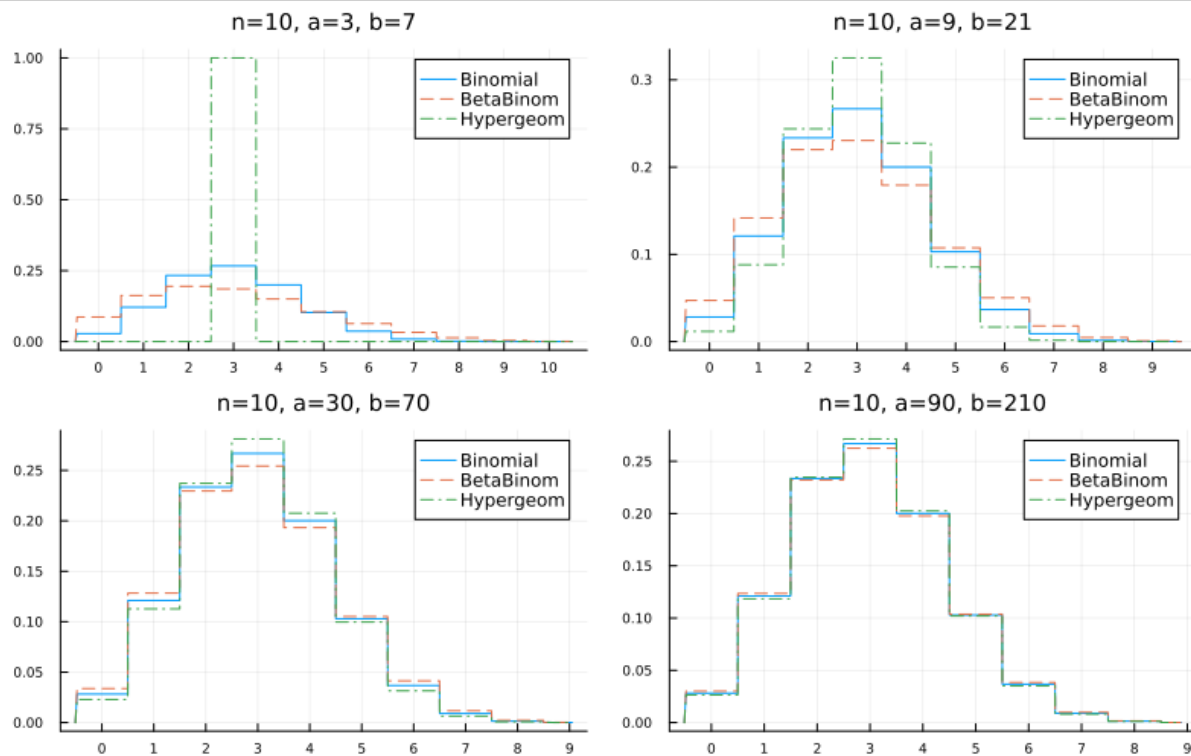 n=10, a=3, b=7
1.00
0.75
0.50
0.25
0.00
Binomial
BetaBinom
Hypergeom
0 1 2 3 4 5 6 7 8 9 10
n=10, a=9, b=21
0.3
0.2
0.1
0.0
Binomial
BetaBinom
Hypergeom
0 1 2 3 4 5 6 7 8 9
n=10, a=30, b=70
0.25
0.20
0.15
0.10
0.05
0.00
Binomial
BetaBinom
Hypergeom
0 1 2 3 4 5 6 7 8 9
n=10, a=90, b=210
0.25
0.20
0.15
0.10
0.05
0.00
Binomial
BetaBinom
Hypergeom
0 1 2 3 4 5 6 7 8 9